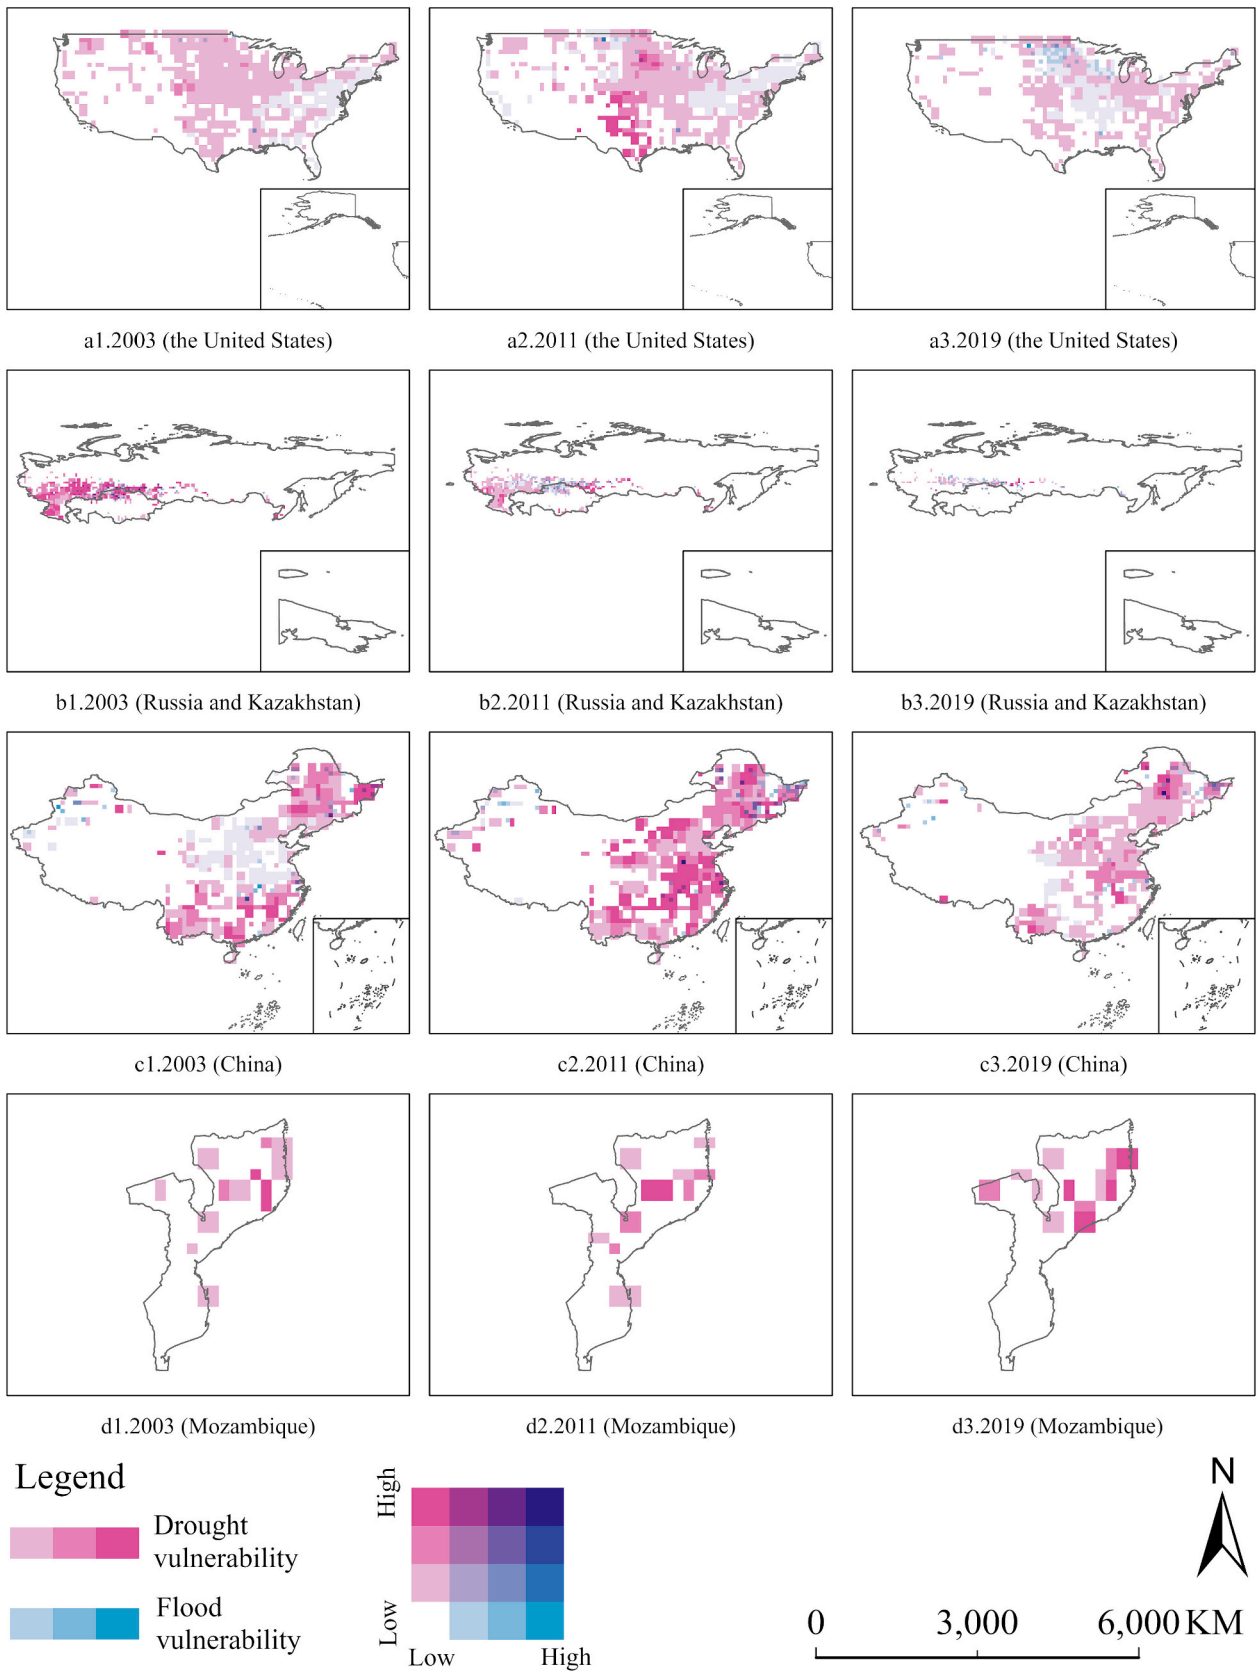 a1.2003 (the United States)
a2.2011 (the United States)
a3.2019 (the United States)
b1.2003 (Russia and Kazakhstan)
b2.2011 (Russia and Kazakhstan)
b3.2019 (Russia and Kazakhstan)
c1.2003 (China)
c2.2011 (China)
c3.2019 (China)
d1.2003 (Mozambique)
d2.2011 (Mozambique)
d3.2019 (Mozambique)
Legend
Drought
vulnerability
Flood
vulnerability
High
Low
Low
High
N
0
3,000
6,000 KM